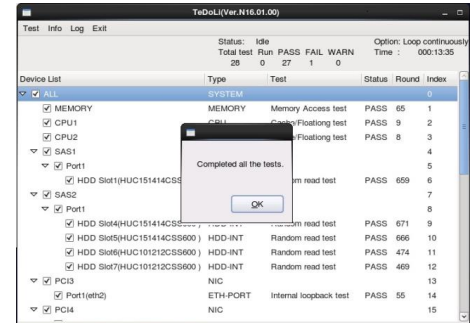 TeDoLi(Ver.N16.01.00)
Test Info Log Exit
Status: Idle Option: Loop continuously
Total test Run PASS FAIL WARN Time : 000:13:35
28 0 27 1 0
Device List Type Test Status Round Index
ALL SYSTEM 0
MEMORY MEMORY Memory Access test PASS 65 1
CPU1 CPU Cache/Floationg test PASS 9 2
CPU2 Cache/Floationg test PASS 8 3
SAS1 4
Port1 5
HDD Slot1(HUC151414CSS om read test PASS 659 6
SAS2 7
Port1 8
HDD Slot4(HUC151414CSS600 ) HDD-INT Random read test PASS 671 9
HDD Slot5(HUC151414CSS600 ) HDD-INT Random read test PASS 666 10
HDD Slot6(HUC101212CSS600 ) HDD-INT Random read test PASS 474 11
HDD Slot7(HUC101212CSS600 ) HDD-INT Random read test PASS 469 12
PCI3 NIC 13
Port1(eth2) ETH-PORT Internal loopback test PASS 55 14
PCI4 NIC 15
Completed all the tests.
OK